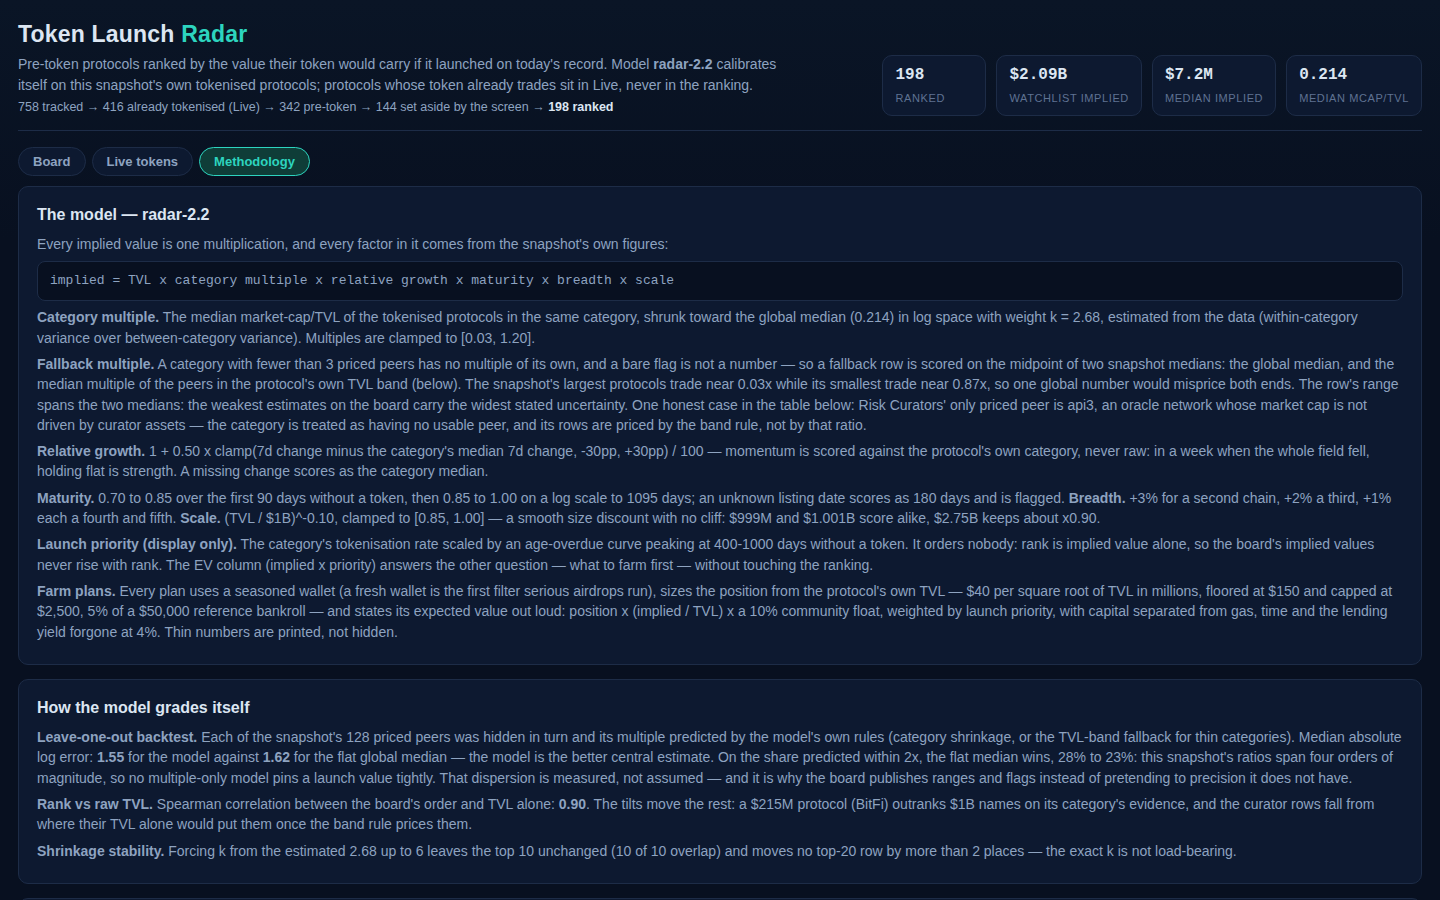 Token Launch Radar
Pre-token protocols ranked by the value their token would carry if it launched on today's record. Model radar-2.2 calibrates
itself on this snapshot's own tokenised protocols; protocols whose token already trades sit in Live, never in the ranking.
758 tracked → 416 already tokenised (Live) → 342 pre-token → 144 set aside by the screen → 198 ranked
198
RANKED
$2.09B
WATCHLIST IMPLIED
$7.2M
MEDIAN IMPLIED
0.214
MEDIAN MCAP/TVL
Board
Live tokens
Methodology
The model — radar-2.2
Every implied value is one multiplication, and every factor in it comes from the snapshot's own figures:
implied = TVL x category multiple x relative growth x maturity x breadth x scale
Category multiple. The median market-cap/TVL of the tokenised protocols in the same category, shrunk toward the global median (0.214) in log space with weight k = 2.68, estimated from the data (within-category
variance over between-category variance). Multiples are clamped to [0.03, 1.20].
Fallback multiple. A category with fewer than 3 priced peers has no multiple of its own, and a bare flag is not a number — so a fallback row is scored on the midpoint of two snapshot medians: the global median, and the
median multiple of the peers in the protocol's own TVL band (below). The snapshot's largest protocols trade near 0.03x while its smallest trade near 0.87x, so one global number would misprice both ends. The row's range
spans the two medians: the weakest estimates on the board carry the widest stated uncertainty. One honest case in the table below: Risk Curators' only priced peer is api3, an oracle network whose market cap is not
driven by curator assets — the category is treated as having no usable peer, and its rows are priced by the band rule, not by that ratio.
Relative growth. 1 + 0.50 x clamp(7d change minus the category's median 7d change, -30pp, +30pp) / 100 — momentum is scored against the protocol's own category, never raw: in a week when the whole field fell,
holding flat is strength. A missing change scores as the category median.
Maturity. 0.70 to 0.85 over the first 90 days without a token, then 0.85 to 1.00 on a log scale to 1095 days; an unknown listing date scores as 180 days and is flagged. Breadth. +3% for a second chain, +2% a third, +1%
each a fourth and fifth. Scale. (TVL / $1B)^-0.10, clamped to [0.85, 1.00] — a smooth size discount with no cliff: $999M and $1.001B score alike, $2.75B keeps about x0.90.
Launch priority (display only). The category's tokenisation rate scaled by an age-overdue curve peaking at 400-1000 days without a token. It orders nobody: rank is implied value alone, so the board's implied values
never rise with rank. The EV column (implied x priority) answers the other question — what to farm first — without touching the ranking.
Farm plans. Every plan uses a seasoned wallet (a fresh wallet is the first filter serious airdrops run), sizes the position from the protocol's own TVL — $40 per square root of TVL in millions, floored at $150 and capped at
$2,500, 5% of a $50,000 reference bankroll — and states its expected value out loud: position x (implied / TVL) x a 10% community float, weighted by launch priority, with capital separated from gas, time and the lending
yield forgone at 4%. Thin numbers are printed, not hidden.
How the model grades itself
Leave-one-out backtest. Each of the snapshot's 128 priced peers was hidden in turn and its multiple predicted by the model's own rules (category shrinkage, or the TVL-band fallback for thin categories). Median absolute
log error: 1.55 for the model against 1.62 for the flat global median — the model is the better central estimate. On the share predicted within 2x, the flat median wins, 28% to 23%: this snapshot's ratios span four orders of
magnitude, so no multiple-only model pins a launch value tightly. That dispersion is measured, not assumed — and it is why the board publishes ranges and flags instead of pretending to precision it does not have.
Rank vs raw TVL. Spearman correlation between the board's order and TVL alone: 0.90. The tilts move the rest: a $215M protocol (BitFi) outranks $1B names on its category's evidence, and the curator rows fall from
where their TVL alone would put them once the band rule prices them.
Shrinkage stability. Forcing k from the estimated 2.68 up to 6 leaves the top 10 unchanged (10 of 10 overlap) and moves no top-20 row by more than 2 places — the exact k is not load-bearing.